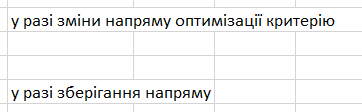 у разі зміни напряму оптимізації критерію
у разі зберігання напряму